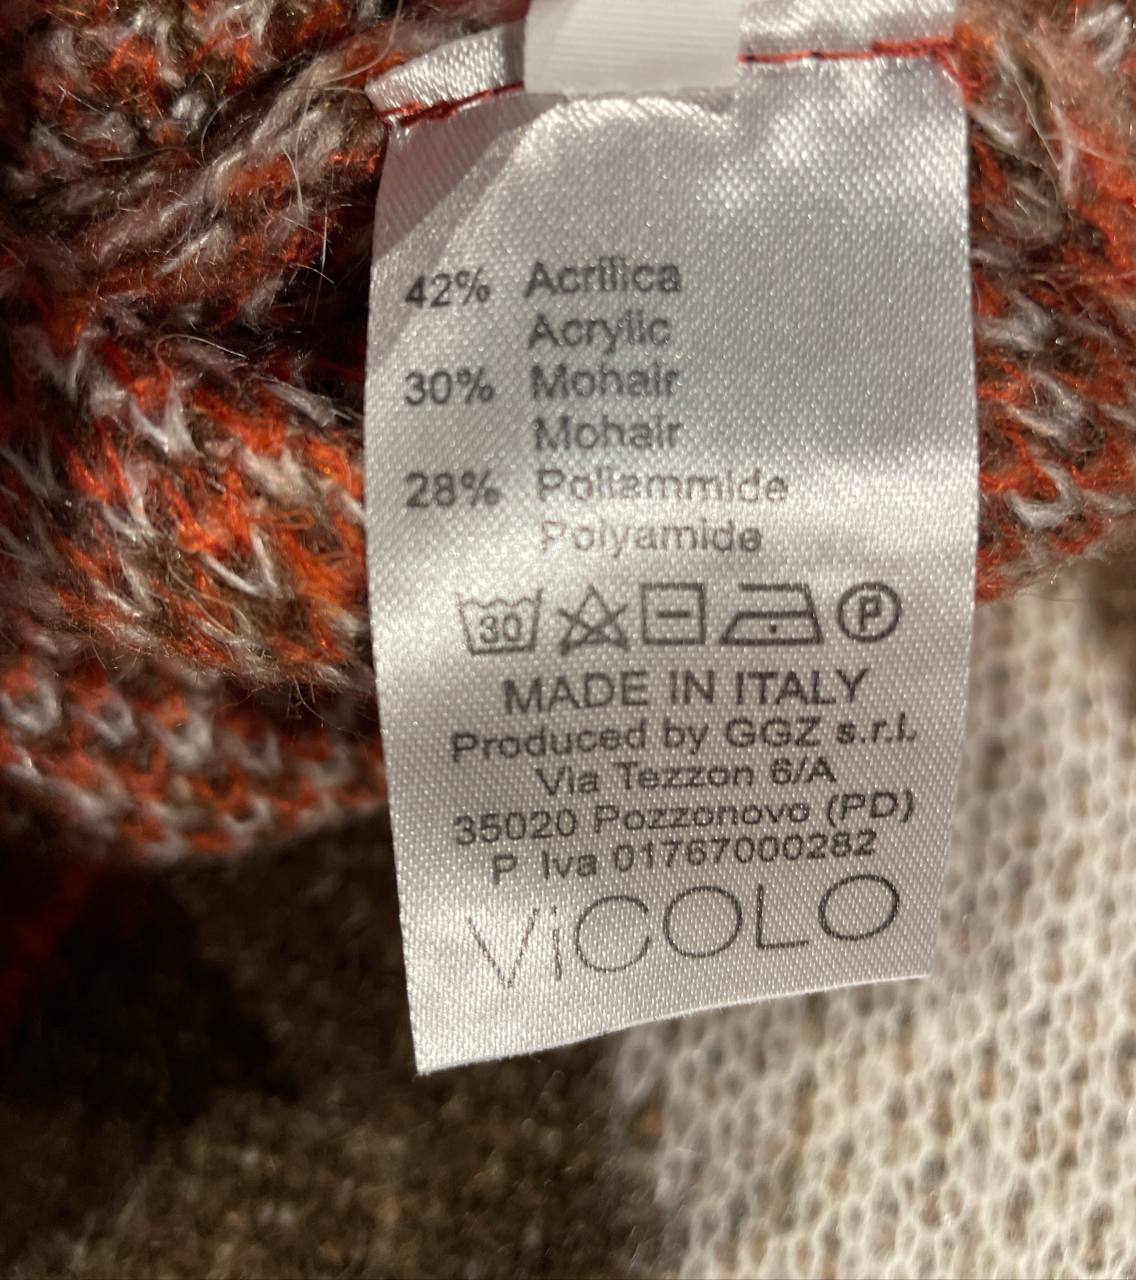 42% Acrilica
Acrylic
30% Mohair
Mohair
28% Poliammide
Polyamide
30 P
MADE IN ITALY
Produced by GGZ s.r.l.
Via Tezzon 6/A
35020 Pozzonovo (PD)
P Iva 01767000282
ViCOLO